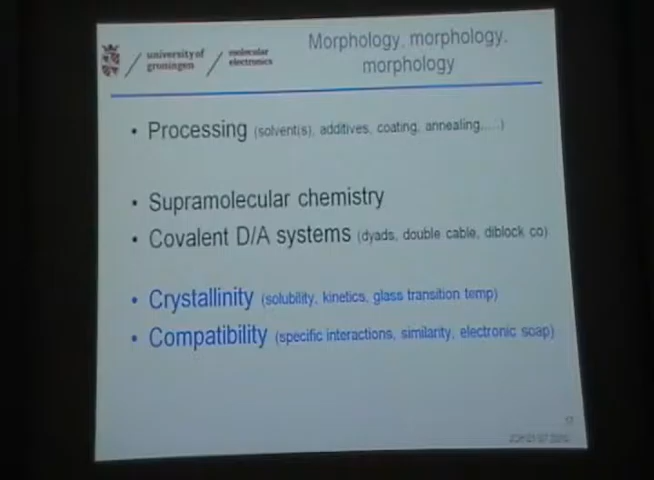 university of
groningen
molecular
electronics
Morphology, morphology,
morphology
• Processing (solvent(s), additives, coating, annealing.....)
• Supramolecular chemistry
• Covalent D/A systems (dyads, double cable, diblock co)
• Crystallinity (solubility, kinetics, glass transition temp)
• Compatibility (specific interactions, similarity, electronic soap)